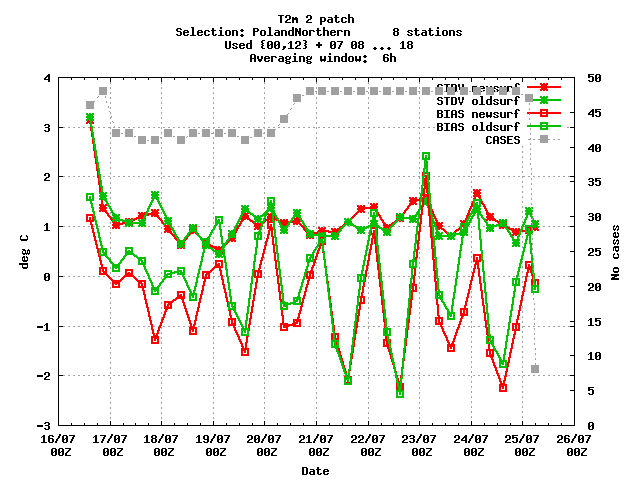 T2m 2 patch
Selection: PolandNorthern 8 stations
Used {00,12} + 07 08 ... 18
Averaging window: 6h
4
3
2
1
0
-1
-2
-3
deg C
50
45
40
35
30
25
20
15
10
5
0
No cases
STDV newsurf
STDV oldsurf
BIAS newsurf
BIAS oldsurf
CASES
16/07 17/07 18/07 19/07 20/07 21/07 22/07 23/07 24/07 25/07 26/07
00Z 00Z 00Z 00Z 00Z 00Z 00Z 00Z 00Z 00Z 00Z
Date